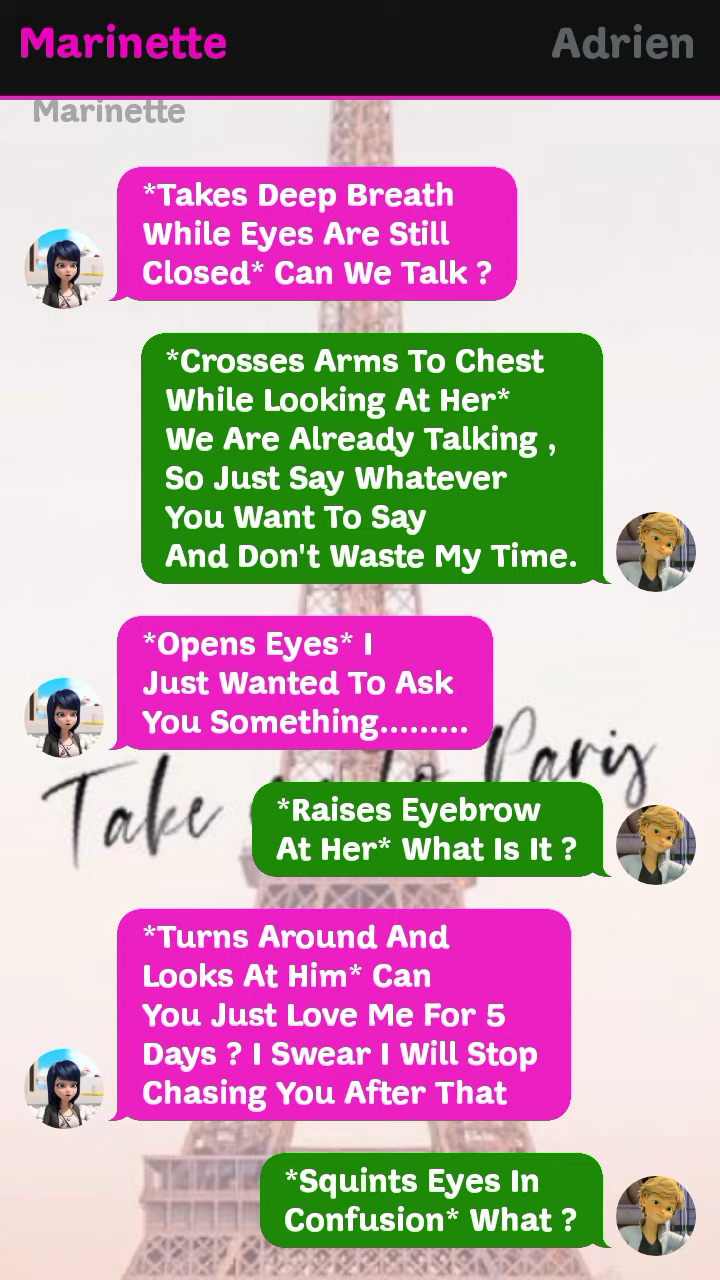 Marinette
Adrien
Marinette
*Takes Deep Breath
While Eyes Are Still
Closed* Can We Talk ?
*Crosses Arms To Chest
While Looking At Her*
We Are Already Talking ,
So Just Say Whatever
You Want To Say
And Don't Waste My Time.
*Opens Eyes* I
Just Wanted To Ask
You Something.........
Take to Paris
*Raises Eyebrow
At Her* What Is It ?
*Turns Around And
Looks At Him* Can
You Just Love Me For 5
Days ? I Swear I Will Stop
Chasing You After That
*Squints Eyes In
Confusion* What ?